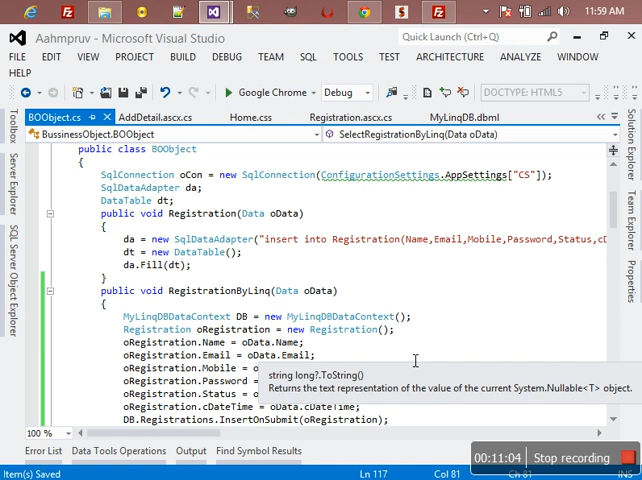 11:59 AM
Aahmpruv - Microsoft Visual Studio
Quick Launch (Ctrl+Q)
FILE EDIT VIEW PROJECT BUILD DEBUG TEAM SQL TOOLS TEST ARCHITECTURE ANALYZE WINDOW
HELP
Google Chrome Debug DOCTYPE: HTML5
BOObject.cs AddDetail.ascx.cs Home.css Registration.ascx.cs MyLinqDB.dbml
BussinessObject.BOObject SelectRegistrationByLinq(Data oData)
Toolbox
Server Explorer
SQL Server Object Explorer
Solution Explorer
Team Explorer
Properties
public class BOObject
{
SqlConnection oCon = new SqlConnection(ConfigurationSettings.AppSettings["CS"]);
SqlDataAdapter da;
DataTable dt;
public void Registration(Data oData)
{
da = new SqlDataAdapter("insert into Registration(Name,Email,Mobile,Password,Status,cD
dt = new DataTable();
da.Fill(dt);
}
public void RegistrationByLinq(Data oData)
{
MyLinqDBDataContext DB = new MyLinqDBDataContext();
Registration oRegistration = new Registration();
oRegistration.Name = oData.Name;
oRegistration.Email = oData.Email;
oRegistration.Mobile = o
oRegistration.Password =
oRegistration.Status = o
oRegistration.cDateTime = oData.cDateTime;
DB.Registrations.InsertOnSubmit(oRegistration);
string long?.ToString()
Returns the text representation of the value of the current System.Nullable<T> object.
100 %
Error List Data Tools Operations Output Find Symbol Results
00:11:04 Stop recording
Item(s) Saved Ln 117 Col 81 Ch 81 INS